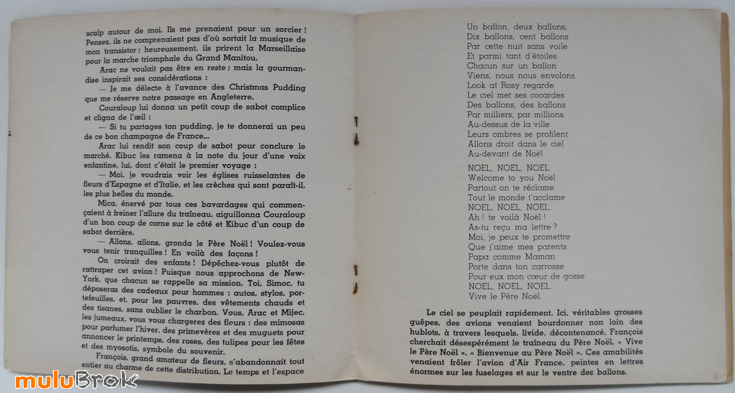 scalp autour de moi. Ils me prenaient pour un sorcier !
Pensez, ils ne comprenaient pas d'où sortait la musique de
mon transistor ; heureusement, ils prirent la Marseillaise
pour la marche triomphale du Grand Manitou.
Arac ne voulait pas être en reste ; mais la gourman-
dise inspirait ses considérations :
— Je me délecte à l'avance des Christmas Pudding
que me réserve notre passage en Angleterre.
Couraloup lui donna un petit coup de sabot complice
et cligna de l'œil :
— Si tu partages ton pudding, je te donnerai un peu
de ce bon champagne de France...
Arac lui rendit son coup de sabot pour conclure le
marché. Kibuc les ramena à la note du jour d'une voix
enfantine, lui, dont c'était le premier voyage :
— Moi, je voudrais voir les églises ruisselantes de
fleurs d'Espagne et d'Italie, et les crèches qui sont paraît-il,
les plus belles du monde.
Mica, énervé par tous ces bavardages qui commen-
çaient à freiner l'allure du traîneau, aiguillonna Couraloup
d'un bon coup de corne sur le côté et Kibuc d'un coup de
sabot derrière.
— Allons, allons, gronda le Père Noël ! Voulez-vous
vous tenir tranquilles ! En voilà des façons !
On croirait des enfants ! Dépêchez-vous plutôt de
rattraper cet avion ! Puisque nous approchons de New-
York, que chacun se rappelle sa mission. Toi, Simoc, tu
déposeras des cadeaux pour hommes : autos, stylos, por-
tefeuilles, et, pour les pauvres, des vêtements chauds et
des tisanes, sans oublier le charbon. Vous, Arac et Mijec,
les jumeaux, vous vous chargerez des fleurs : des mimosas
pour parfumer l'hiver, des primevères et des muguets pour
annoncer le printemps, des roses, des tulipes pour les fêtes
et des myosotis, symbole du souvenir.
François, grand amateur de fleurs, s'abandonnait tout
entier au charme de cette distribution. Le temps et l'espace
Un ballon, deux ballons,
Dix ballons, cent ballons
Par cette nuit sans voile
Et parmi tant d'étoiles
Chacun sur un ballon
Viens, nous nous envolons.
Look at Rosy regarde
Le ciel met ses cocardes
Des ballons, des ballons
Par milliers, par millions.
Au-dessus de la ville
Leurs ombres se profilent
Allons droit dans le ciel
Au-devant de Noël
NOEL, NOEL, NOEL
Welcome to you Noël
Partout on te réclame
Tout le monde t'acclame
NOEL, NOEL, NOEL.
Ah ! te voilà Noël !
As-tu reçu ma lettre ?
Moi, je peux te promettre
Que j'aime mes parents
Papa comme Maman
Porte dans ton carrosse
Pour eux mon cœur de gosse
NOEL, NOEL, NOEL.
Vive le Père Noël.
Le ciel se peuplait rapidement. Ici, véritables grosses
guêpes, des avions venaient bourdonner non loin des
hublots, à travers lesquels, livide, décontenancé, François
cherchait désespérément le traîneau du Père Noël. « Vive
le Père Noël ». « Bienvenue au Père Noël ». Ces amabilités
venaient frôler l'avion d'Air France, peintes en lettres
énormes sur les fuselages et sur le ventre des ballons.
muluBrok